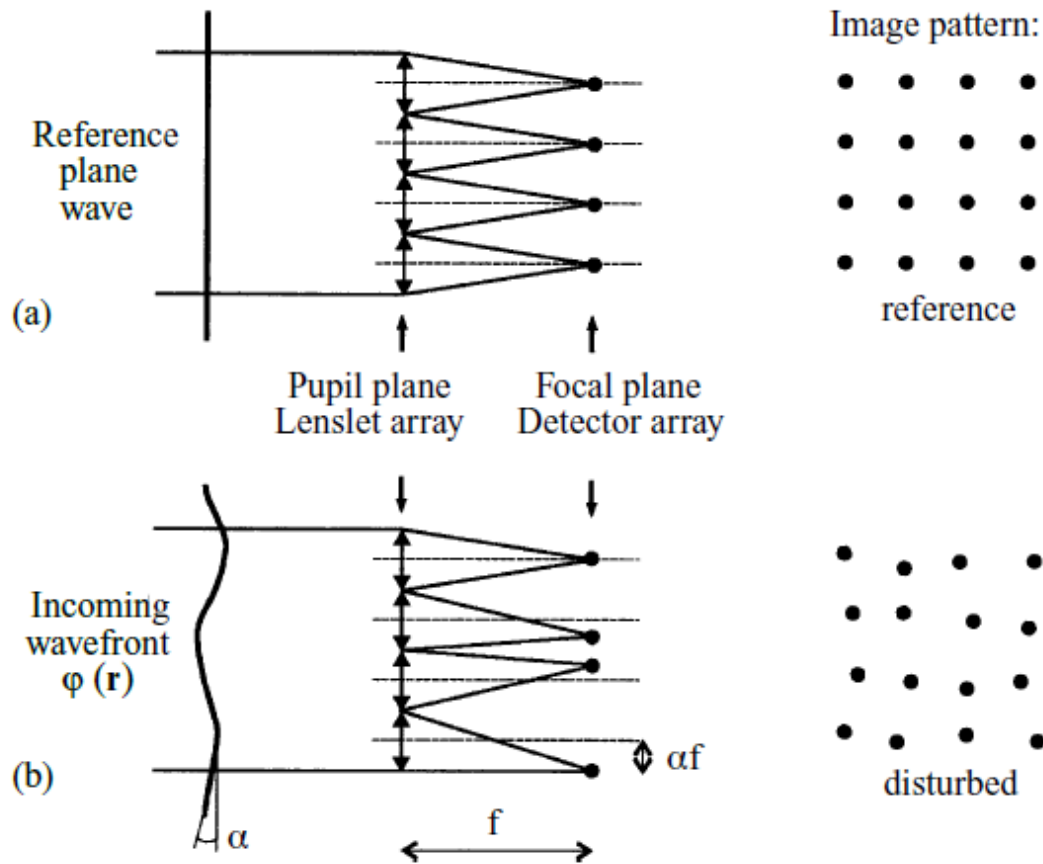 Image pattern:
Reference
plane
wave
(a)
reference
Pupil plane
Lenslet array
Focal plane
Detector array
Incoming
wavefront
φ (r)
αf
(b)
disturbed
α
f